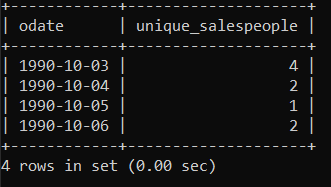 +------------+--------------------+
| odate      | unique_salespeople |
+------------+--------------------+
| 1990-10-03 |                  4 |
| 1990-10-04 |                  2 |
| 1990-10-05 |                  1 |
| 1990-10-06 |                  2 |
+------------+--------------------+
4 rows in set (0.00 sec)